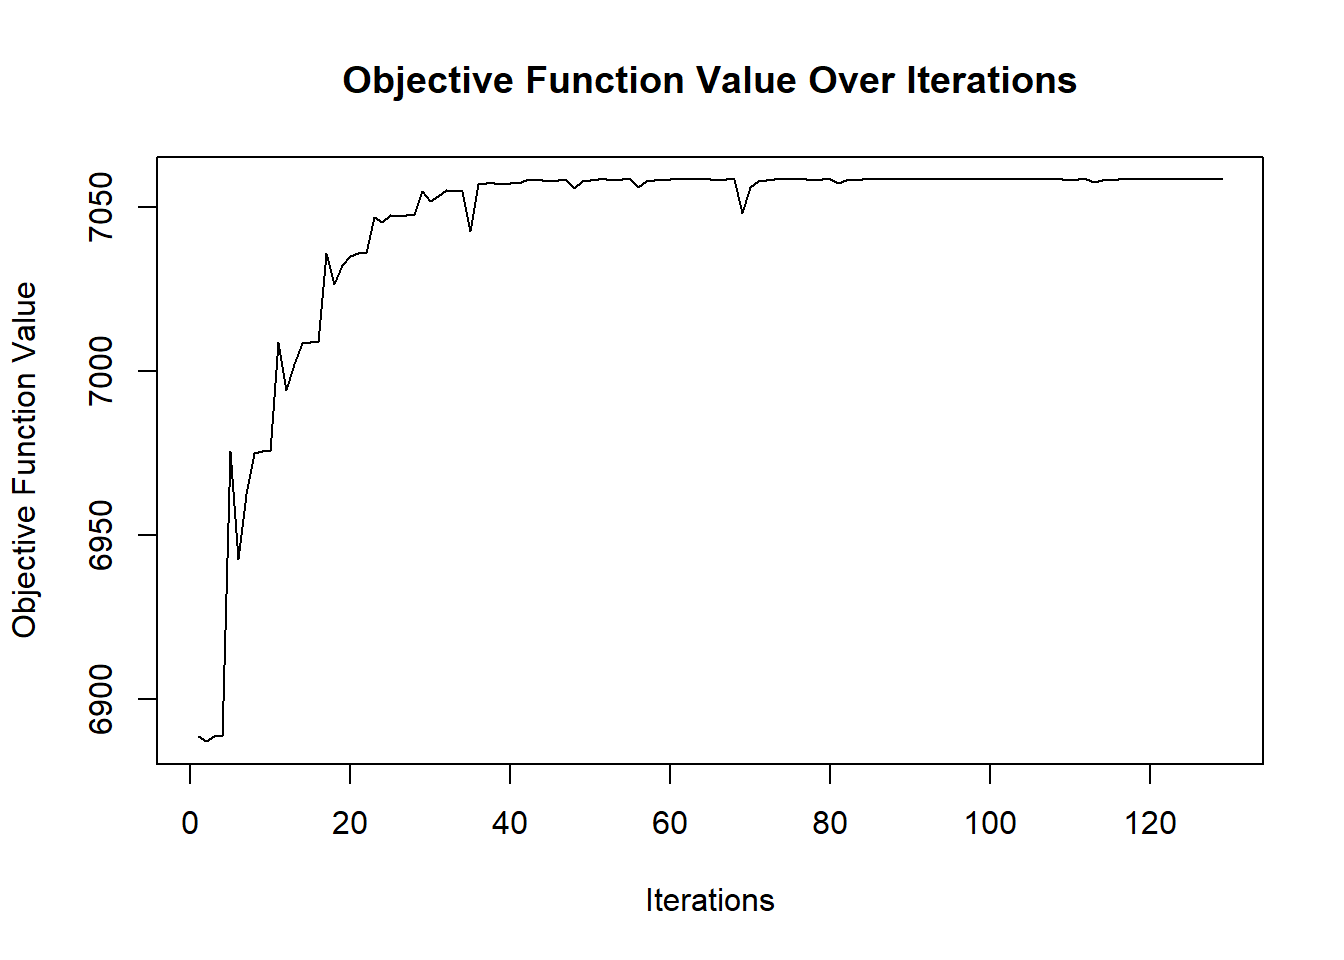 Objective Function Value Over Iterations
Objective Function Value
7050
7000
6950
6900
0 20 40 60 80 100 120
Iterations